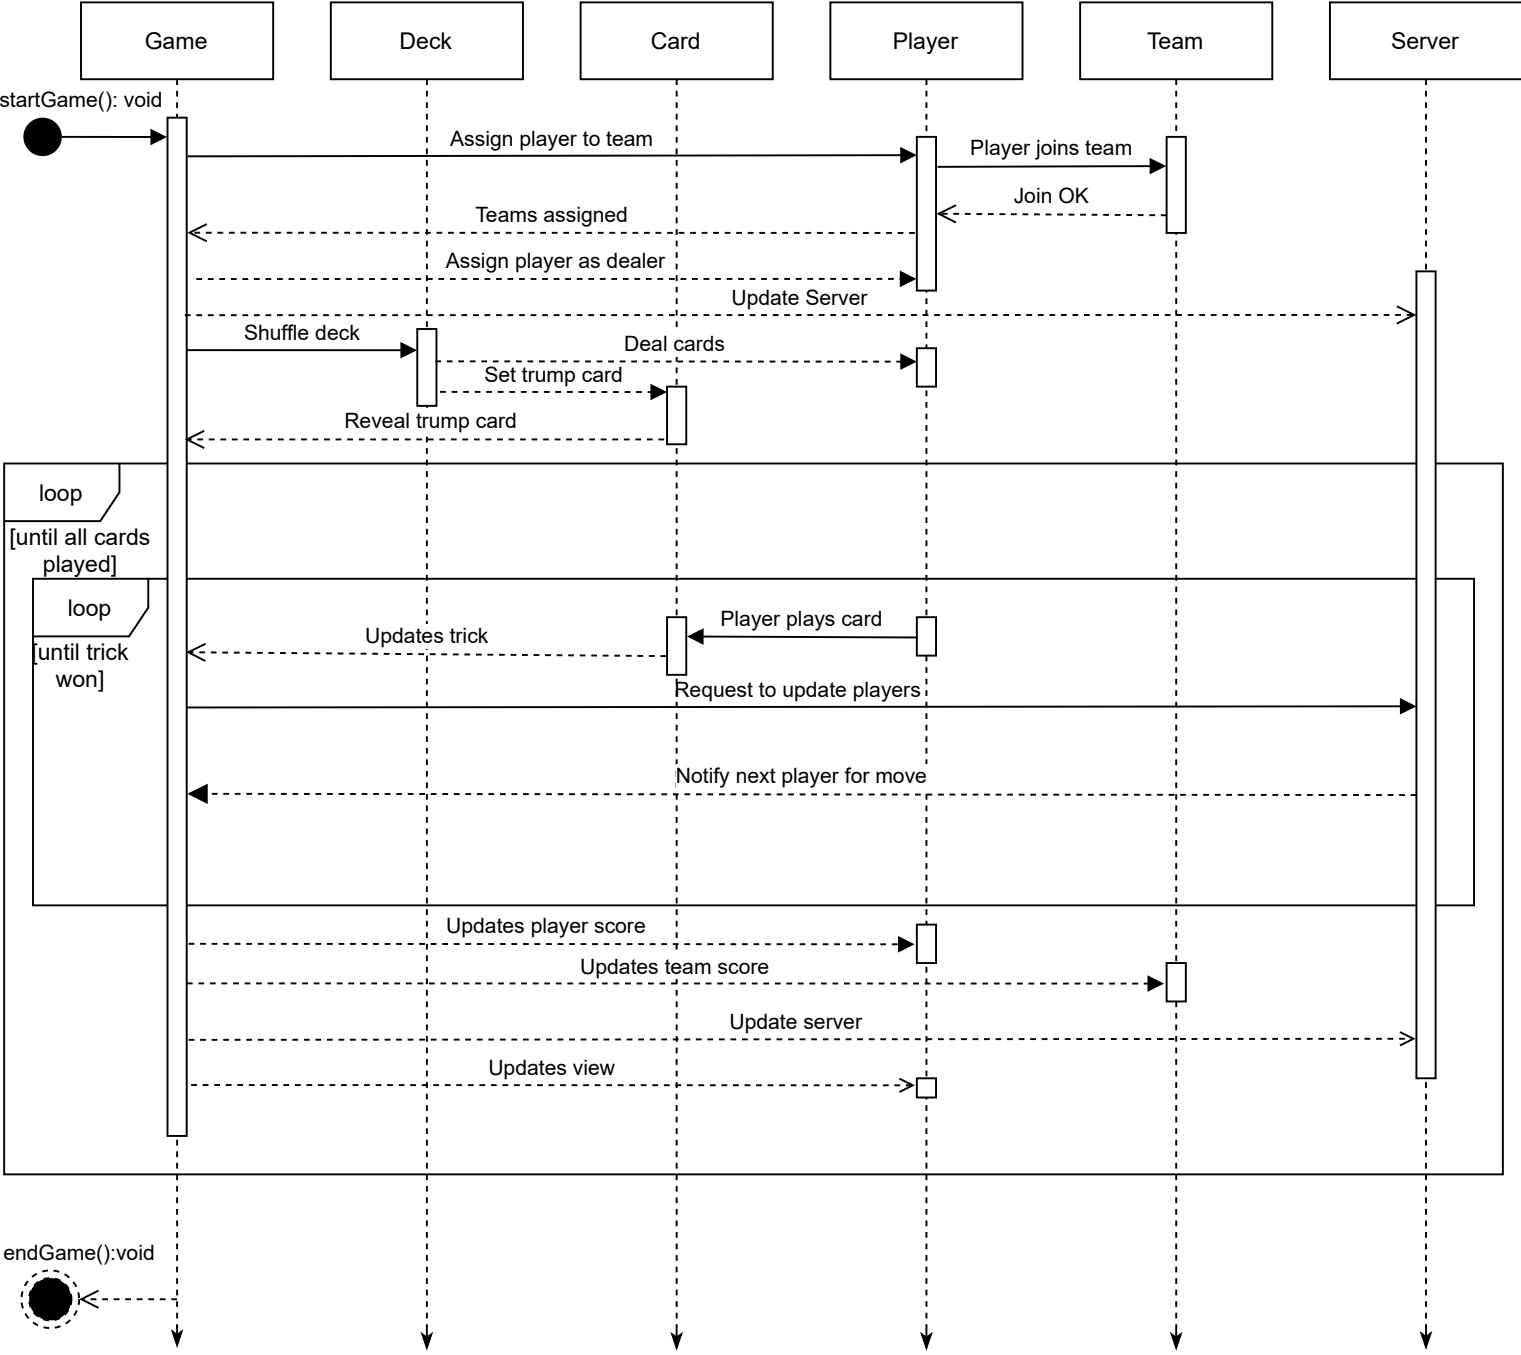 Game
Deck
Card
Player
Team
Server
startGame(): void
Assign player to team
Player joins team
Join OK
Teams assigned
Assign player as dealer
Update Server
Shuffle deck
Deal cards
Set trump card
Reveal trump card
loop
[until all cards
played]
loop
[until trick
won]
Player plays card
Updates trick
Request to update players
Notify next player for move
Updates player score
Updates team score
Update server
Updates view
endGame():void